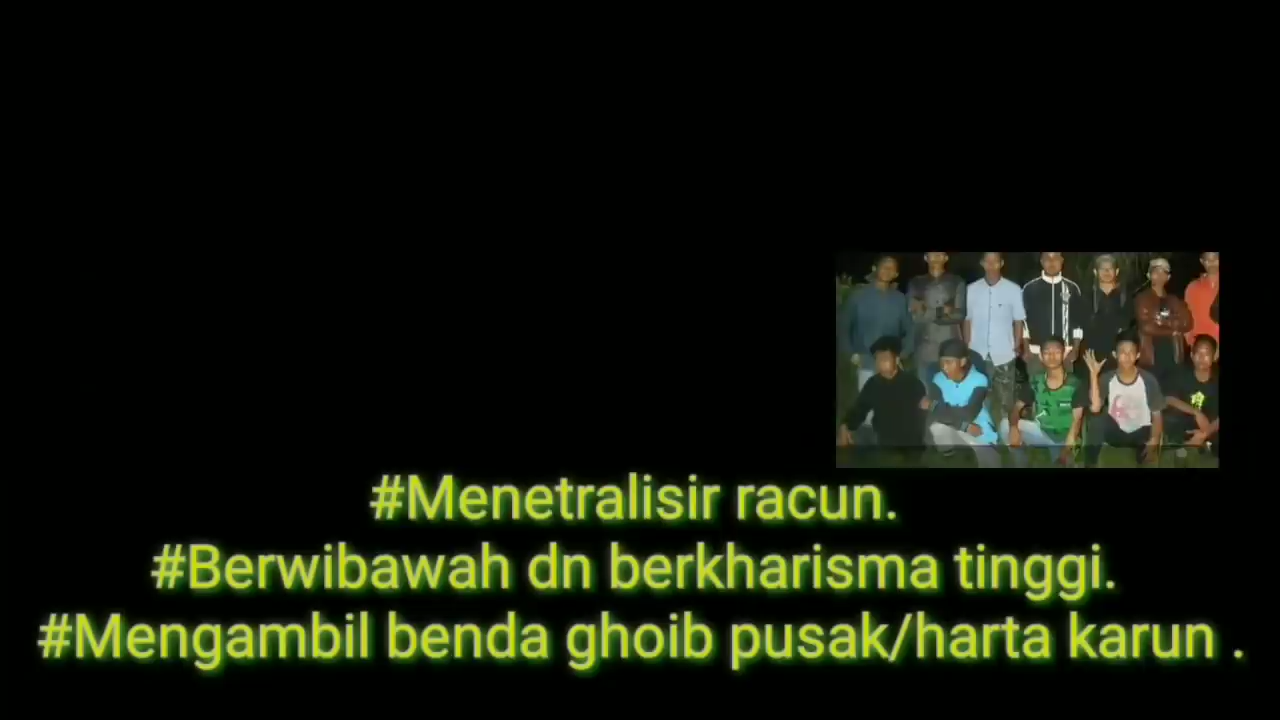 #Menetralisir racun.
#Berwibawah dn berkharisma tinggi.
#Mengambil benda ghoib pusak/harta karun .